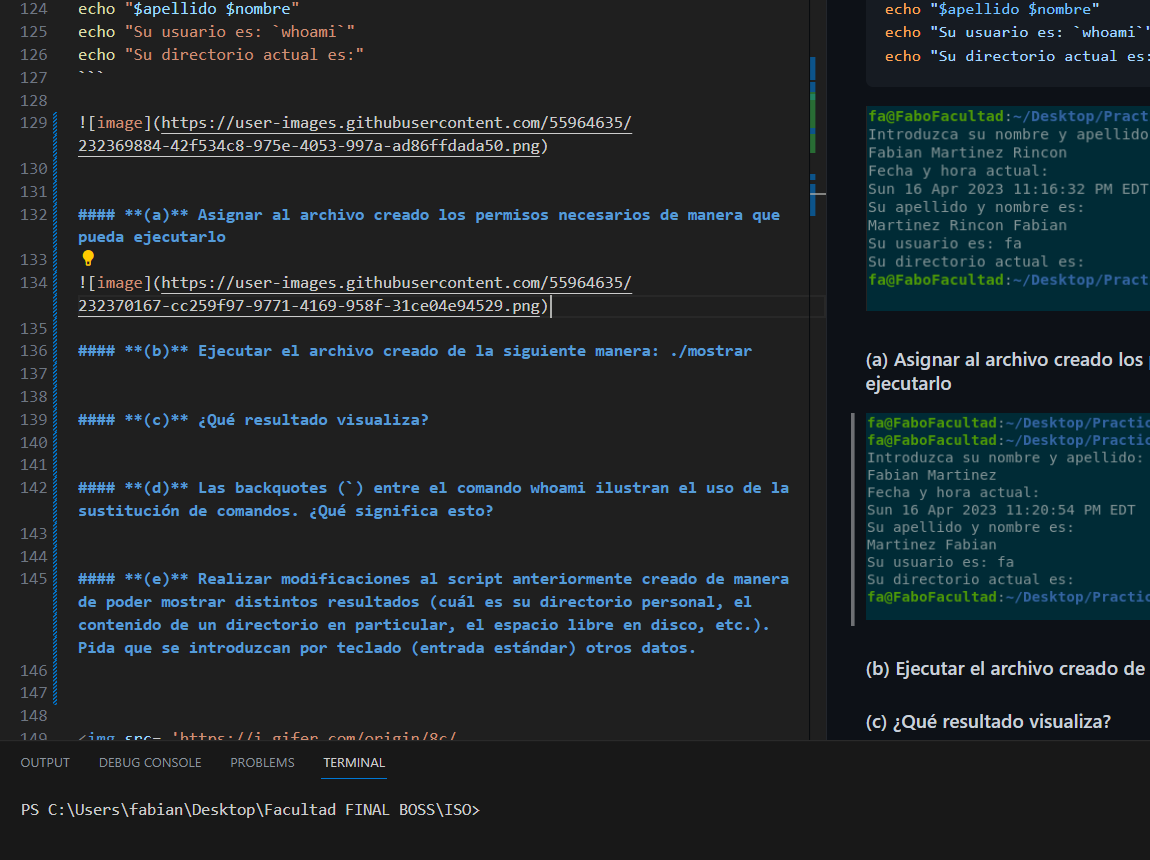 124 echo "$apellido $nombre"
125 echo "Su usuario es: `whoami`"
126 echo "Su directorio actual es:"
127 ```
128
129 ![image](https://user-images.githubusercontent.com/55964635/
232369884-42f534c8-975e-4053-997a-ad86ffdada50.png)
130
131
132 #### **(a)** Asignar al archivo creado los permisos necesarios de manera que
pueda ejecutarlo
133
134 ![image](https://user-images.githubusercontent.com/55964635/
232370167-cc259f97-9771-4169-958f-31ce04e94529.png)
135
136 #### **(b)** Ejecutar el archivo creado de la siguiente manera: ./mostrar
137
138
139 #### **(c)** ¿Qué resultado visualiza?
140
141
142 #### **(d)** Las backquotes (`) entre el comando whoami ilustran el uso de la
sustitución de comandos. ¿Qué significa esto?
143
144
145 #### **(e)** Realizar modificaciones al script anteriormente creado de manera
de poder mostrar distintos resultados (cuál es su directorio personal, el
contenido de un directorio en particular, el espacio libre en disco, etc.).
Pida que se introduzcan por teclado (entrada estándar) otros datos.
146
147
148
149 <img src= 'https://i.gifer.com/origin/8c/
echo "$apellido $nombre"
echo "Su usuario es: `whoami`"
echo "Su directorio actual es:
fa@FaboFacultad:~/Desktop/Pract
Introduzca su nombre y apellido
Fabian Martinez Rincon
Fecha y hora actual:
Sun 16 Apr 2023 11:16:32 PM EDT
Su apellido y nombre es:
Martinez Rincon Fabian
Su usuario es: fa
Su directorio actual es:
fa@FaboFacultad:~/Desktop/Pract
(a) Asignar al archivo creado los
ejecutarlo
fa@FaboFacultad:~/Desktop/Practic
fa@FaboFacultad:~/Desktop/Practic
Introduzca su nombre y apellido:
Fabian Martinez
Fecha y hora actual:
Sun 16 Apr 2023 11:20:54 PM EDT
Su apellido y nombre es:
Martinez Fabian
Su usuario es: fa
Su directorio actual es:
fa@FaboFacultad:~/Desktop/Practic
(b) Ejecutar el archivo creado de
(c) ¿Qué resultado visualiza?
OUTPUT DEBUG CONSOLE PROBLEMS TERMINAL
PS C:\Users\fabian\Desktop\Facultad FINAL BOSS\ISO>